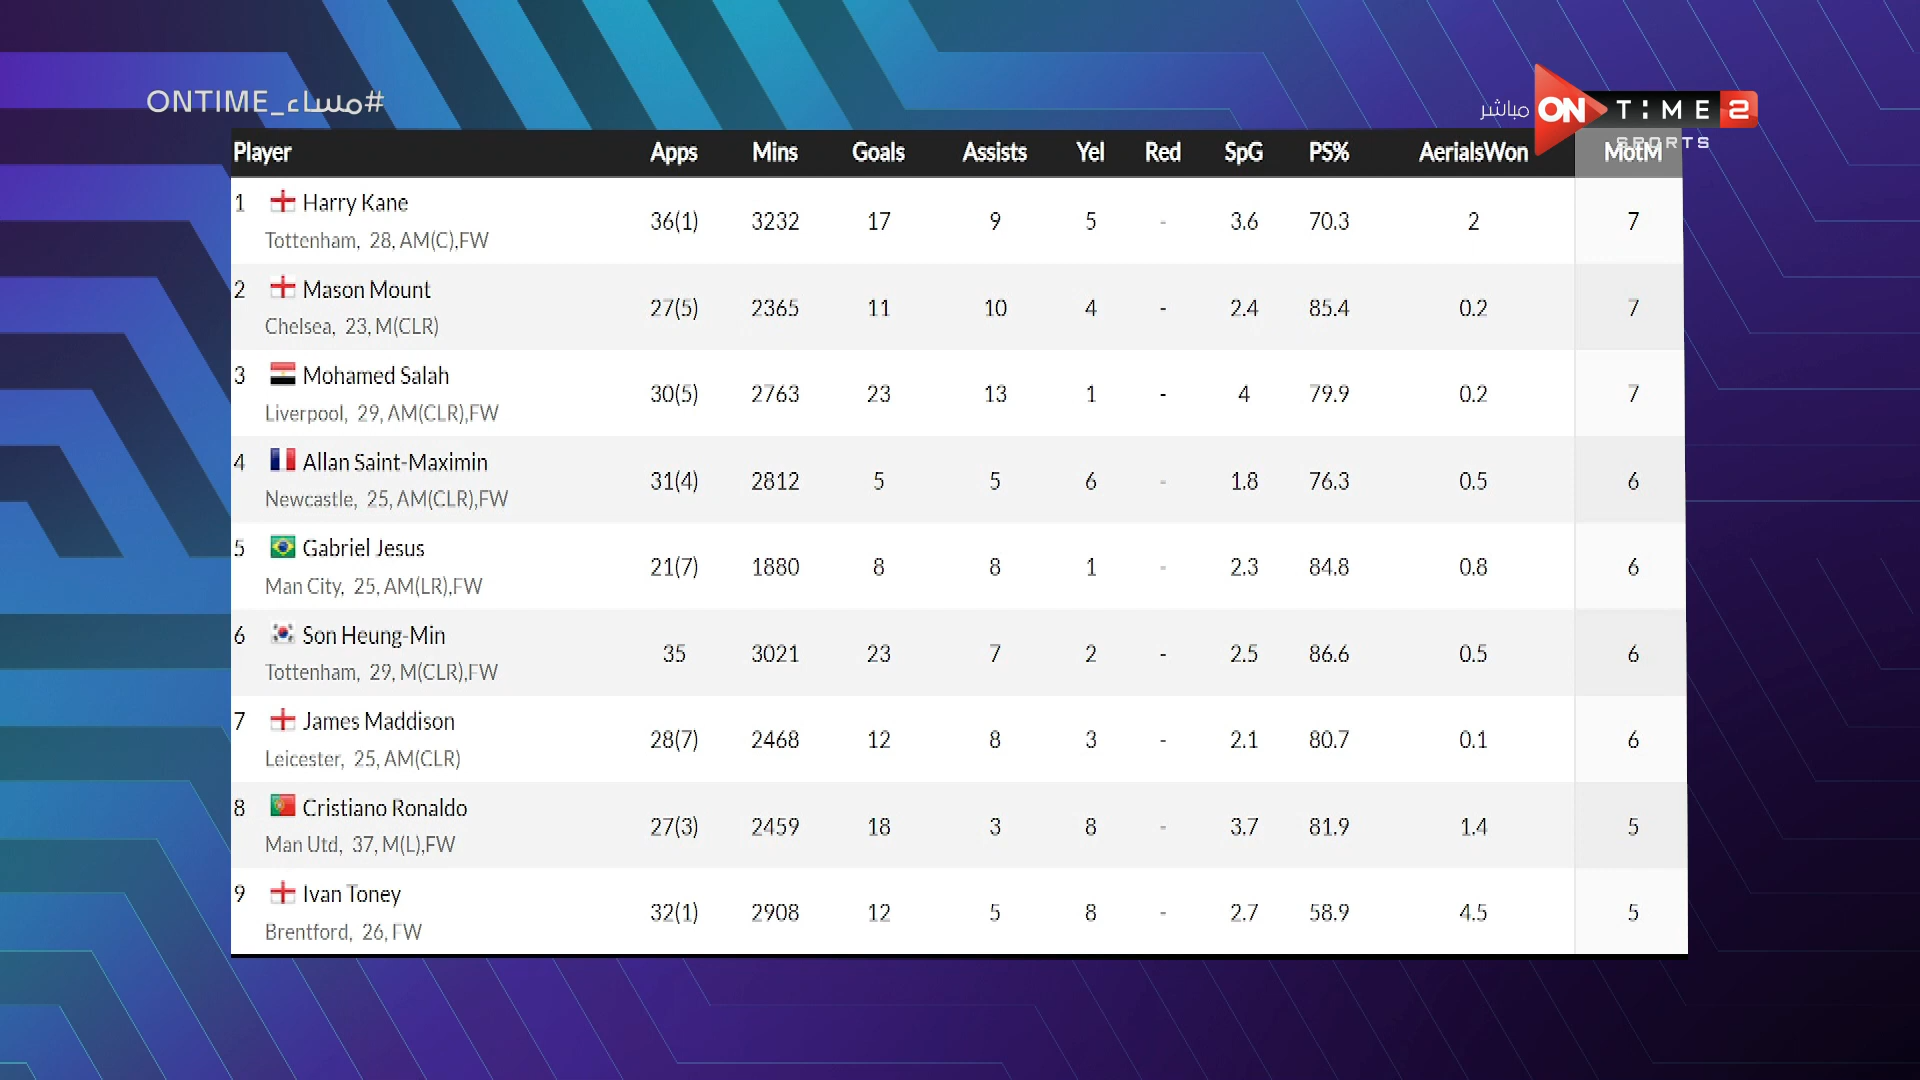 #مساء_ONTIME
مباشر ON TIME 2
SPORTS
Player Apps Mins Goals Assists Yel Red SpG PS% AerialsWon MotM
1 Harry Kane
Tottenham, 28, AM(C),FW
36(1) 3232 17 9 5 - 3.6 70.3 2 7
2 Mason Mount
Chelsea, 23, M(CLR)
27(5) 2365 11 10 4 - 2.4 85.4 0.2 7
3 Mohamed Salah
Liverpool, 29, AM(CLR),FW
30(5) 2763 23 13 1 - 4 79.9 0.2 7
4 Allan Saint-Maximin
Newcastle, 25, AM(CLR),FW
31(4) 2812 5 5 6 - 1.8 76.3 0.5 6
5 Gabriel Jesus
Man City, 25, AM(LR),FW
21(7) 1880 8 8 1 - 2.3 84.8 0.8 6
6 Son Heung-Min
Tottenham, 29, M(CLR),FW
35 3021 23 7 2 - 2.5 86.6 0.5 6
7 James Maddison
Leicester, 25, AM(CLR)
28(7) 2468 12 8 3 - 2.1 80.7 0.1 6
8 Cristiano Ronaldo
Man Utd, 37, M(L),FW
27(3) 2459 18 3 8 - 3.7 81.9 1.4 5
9 Ivan Toney
Brentford, 26, FW
32(1) 2908 12 5 8 - 2.7 58.9 4.5 5